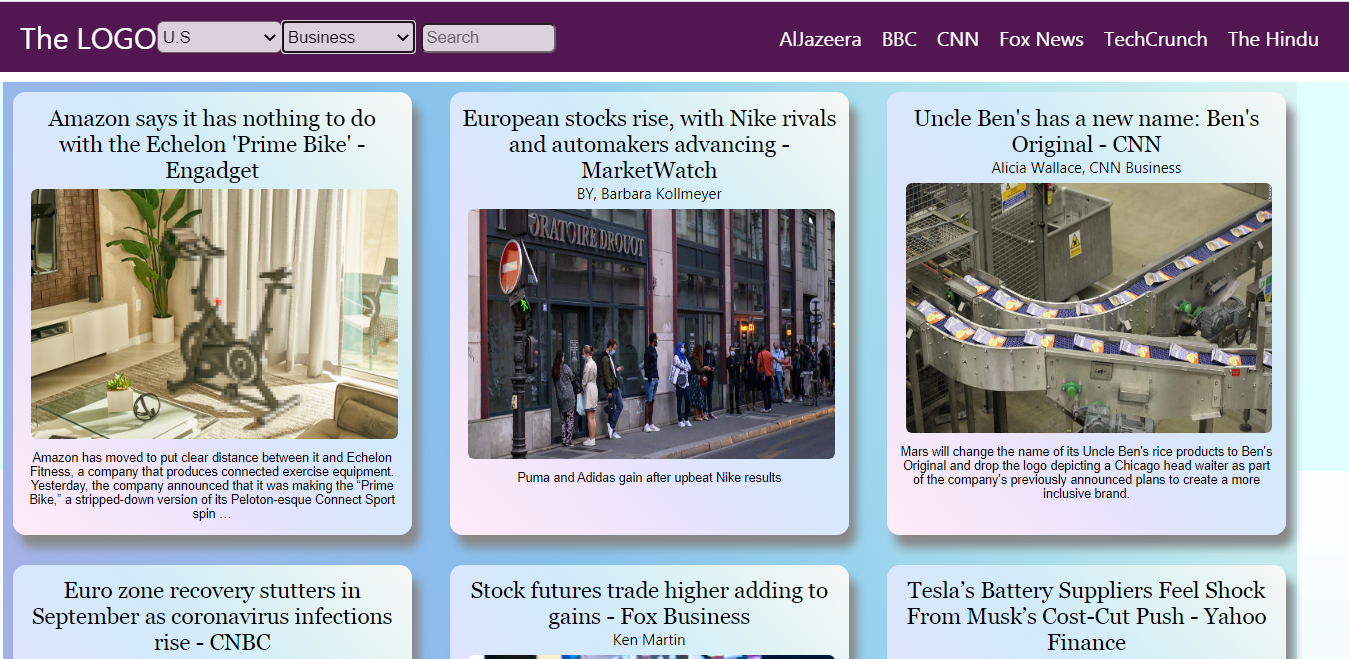 The LOGO U.S Business Search AlJazeera BBC CNN Fox News TechCrunch The Hindu
Amazon says it has nothing to do
with the Echelon 'Prime Bike' -
Engadget
Amazon has moved to put clear distance between it and Echelon
Fitness, a company that produces connected exercise equipment.
Yesterday, the company announced that it was making the “Prime
Bike,” a stripped-down version of its Peloton-esque Connect Sport
spin …
European stocks rise, with Nike rivals
and automakers advancing -
MarketWatch
BY, Barbara Kollmeyer
ORATOIRE DROUOT
Puma and Adidas gain after upbeat Nike results
Uncle Ben's has a new name: Ben's
Original - CNN
Alicia Wallace, CNN Business
Mars will change the name of its Uncle Ben's rice products to Ben's
Original and drop the logo depicting a Chicago head waiter as part
of the company's previously announced plans to create a more
inclusive brand.
Euro zone recovery stutters in
September as coronavirus infections
rise - CNBC
Stock futures trade higher adding to
gains - Fox Business
Ken Martin
Tesla’s Battery Suppliers Feel Shock
From Musk’s Cost-Cut Push - Yahoo
Finance